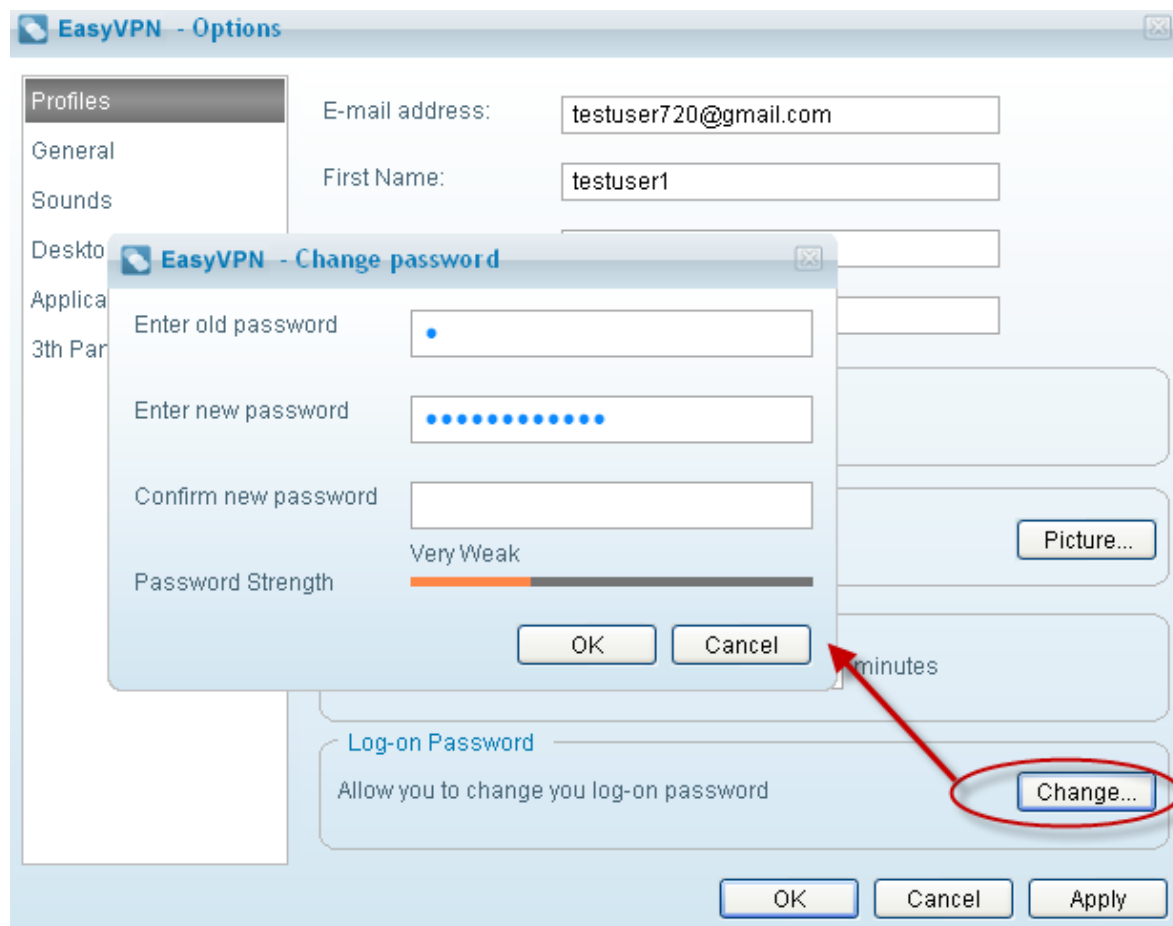 EasyVPN - Options
Profiles
General
Sounds
Deskto
Applica
3th Par
E-mail address:
testuser720@gmail.com
First Name:
testuser1
EasyVPN - Change password
Enter old password
Enter new password
Confirm new password
Very Weak
Password Strength
OK
Cancel
Picture...
minutes
Log-on Password
Allow you to change you log-on password
Change...
OK
Cancel
Apply